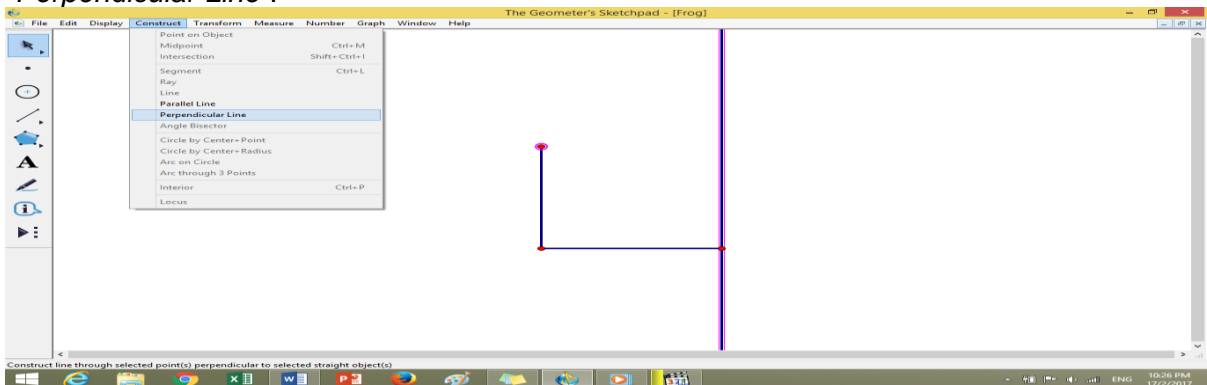 Perpendicular Line".
The Geometer's Sketchpad - [Frog]
File Edit Display Construct Transform Measure Number Graph Window Help
Point on Object
Midpoint Ctrl+M
Intersection Shift+Ctrl+I
Segment Ctrl+L
Ray
Line
Parallel Line
Perpendicular Line
Angle Bisector
Circle by Center+Point
Circle by Center+Radius
Arc on Circle
Arc through 3 Points
Interior Ctrl+P
Locus
A
Construct line through selected point(s) perpendicular to selected straight object(s)
ENG
10:26 PM
17/2/2017